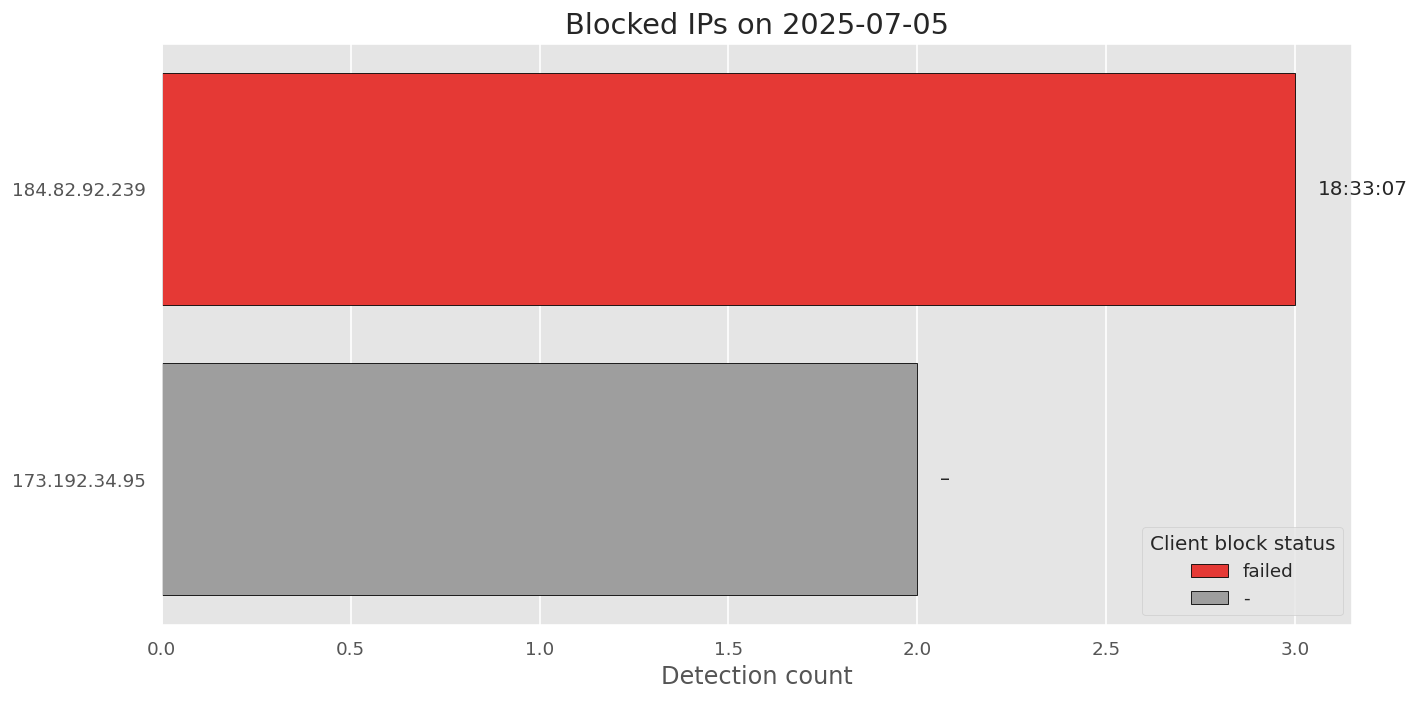 Blocked IPs on 2025-07-05
184.82.92.239
18:33:07
173.192.34.95
–
Client block status
failed
-
0.0 0.5 1.0 1.5 2.0 2.5 3.0
Detection count